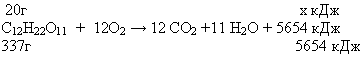 20г х кДж
C₁₂H₂₂O₁₁ + 12O₂ → 12 CO₂ +11 H₂O + 5654 кДж
337г 5654 кДж